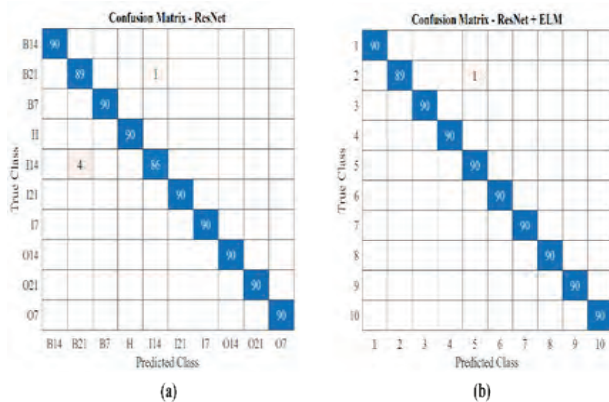 Confusion Matrix - ResNet
B14 90
B21 89 1
B7 90
H 90
I14 4 86
I21 90
I7 90
O14 90
O21 90
O7 90
True Class
B14 B21 B7 H I14 I21 I7 O14 O21 O7
Predicted Class
(a)
Confusion Matrix - ResNet + ELM
1 90
2 89 1
3 90
4 90
5 90
6 90
7 90
8 90
9 90
10 90
True Class
1 2 3 4 5 6 7 8 9 10
Predicted Class
(b)